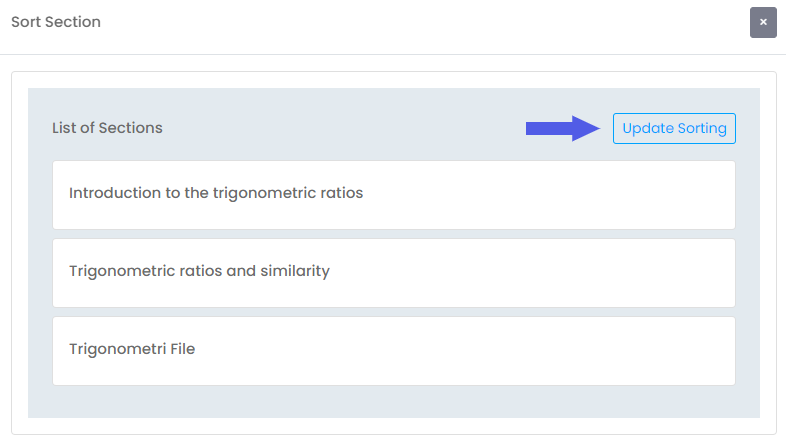 Sort Section
×
List of Sections
Update Sorting
Introduction to the trigonometric ratios
Trigonometric ratios and similarity
Trigonometri File